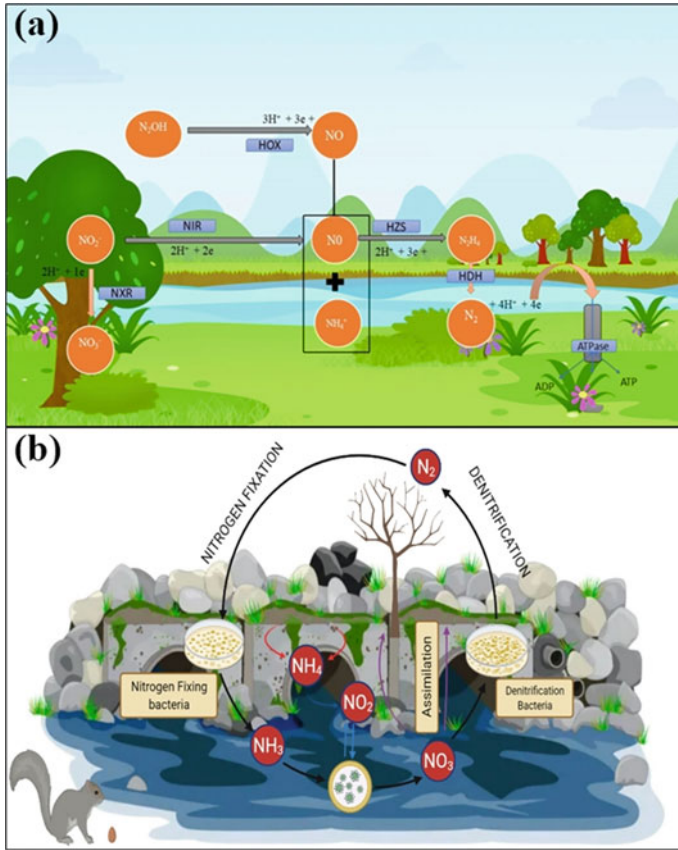 (a)
3H⁺ + 3e +
N₂OH
NO
HOX
NIR
HZS
NO₂⁻
N0
N₂H₄
2H⁺ + 2e
2H⁺ + 3e +
2H⁺ + 1e
HDH
NXR
N₂
+ 4H⁺ + 4e
NO₃⁻
NH₄⁺
ATPase
ADP
ATP
(b)
N₂
NITROGEN FIXATION
DENITRIFICATION
NH₄
Nitrogen Fixing
bacteria
NO₂
Assimilation
Denitrification
Bacteria
NH₃
NO₃